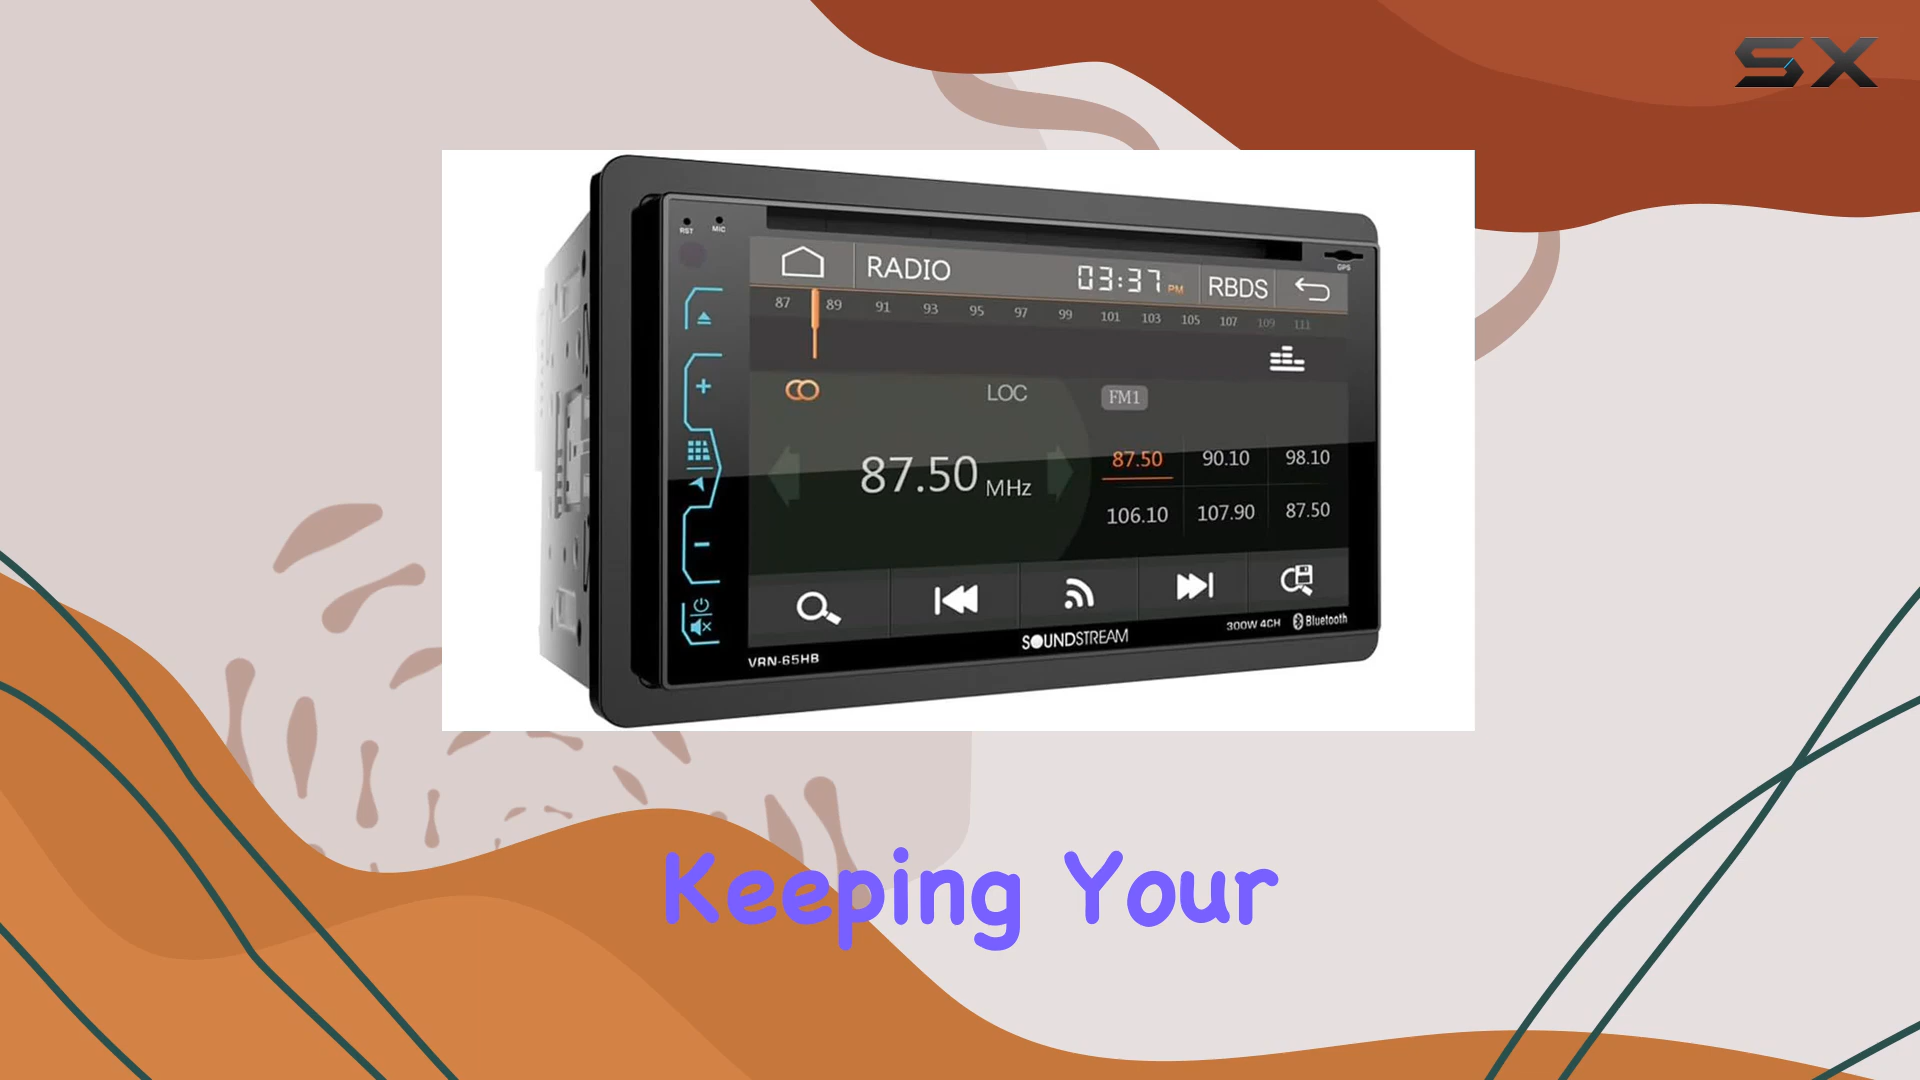 SX
RST
MIC
GPS
RADIO
03:37 PM
RBDS
87 89 91 93 95 97 99 101 103 105 107 109 111
LOC
FM1
87.50 MHz
87.50 90.10 98.10
106.10 107.90 87.50
SOUNDSTREAM
300W 4CH
Bluetooth
VRN-65HB
Keeping Your